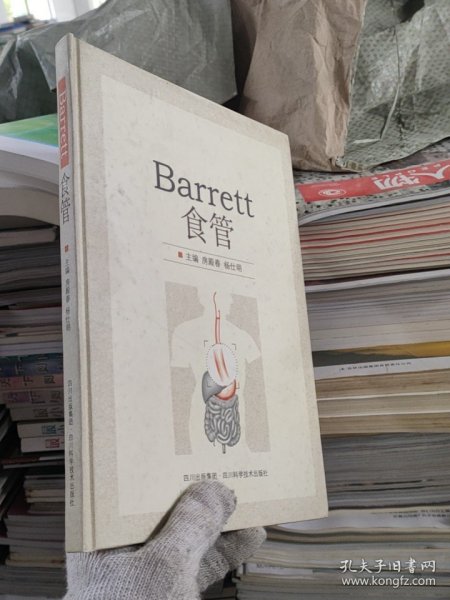 Barrett
食管
■ 主编 房殿春 杨仕明
四川出版集团·四川科学技术出版社
Barrett 食管
■ 主编 房殿春 杨仕明
四川出版集团·四川科学技术出版社
人物
孔夫子旧书网
www.kongfz.com